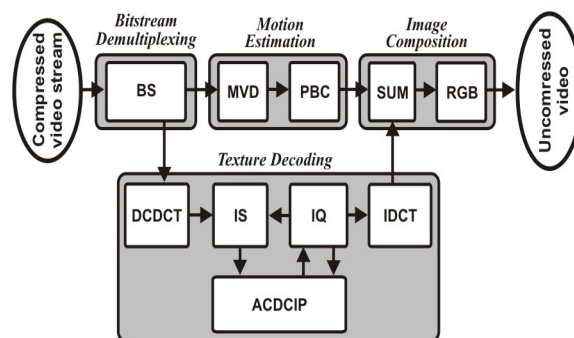 Bitstream
Demultiplexing
Motion
Estimation
Image
Composition
Compressed
video stream
BS
MVD
PBC
SUM
RGB
Uncomressed
video
Texture Decoding
DCDCT
IS
IQ
IDCT
ACDCIP